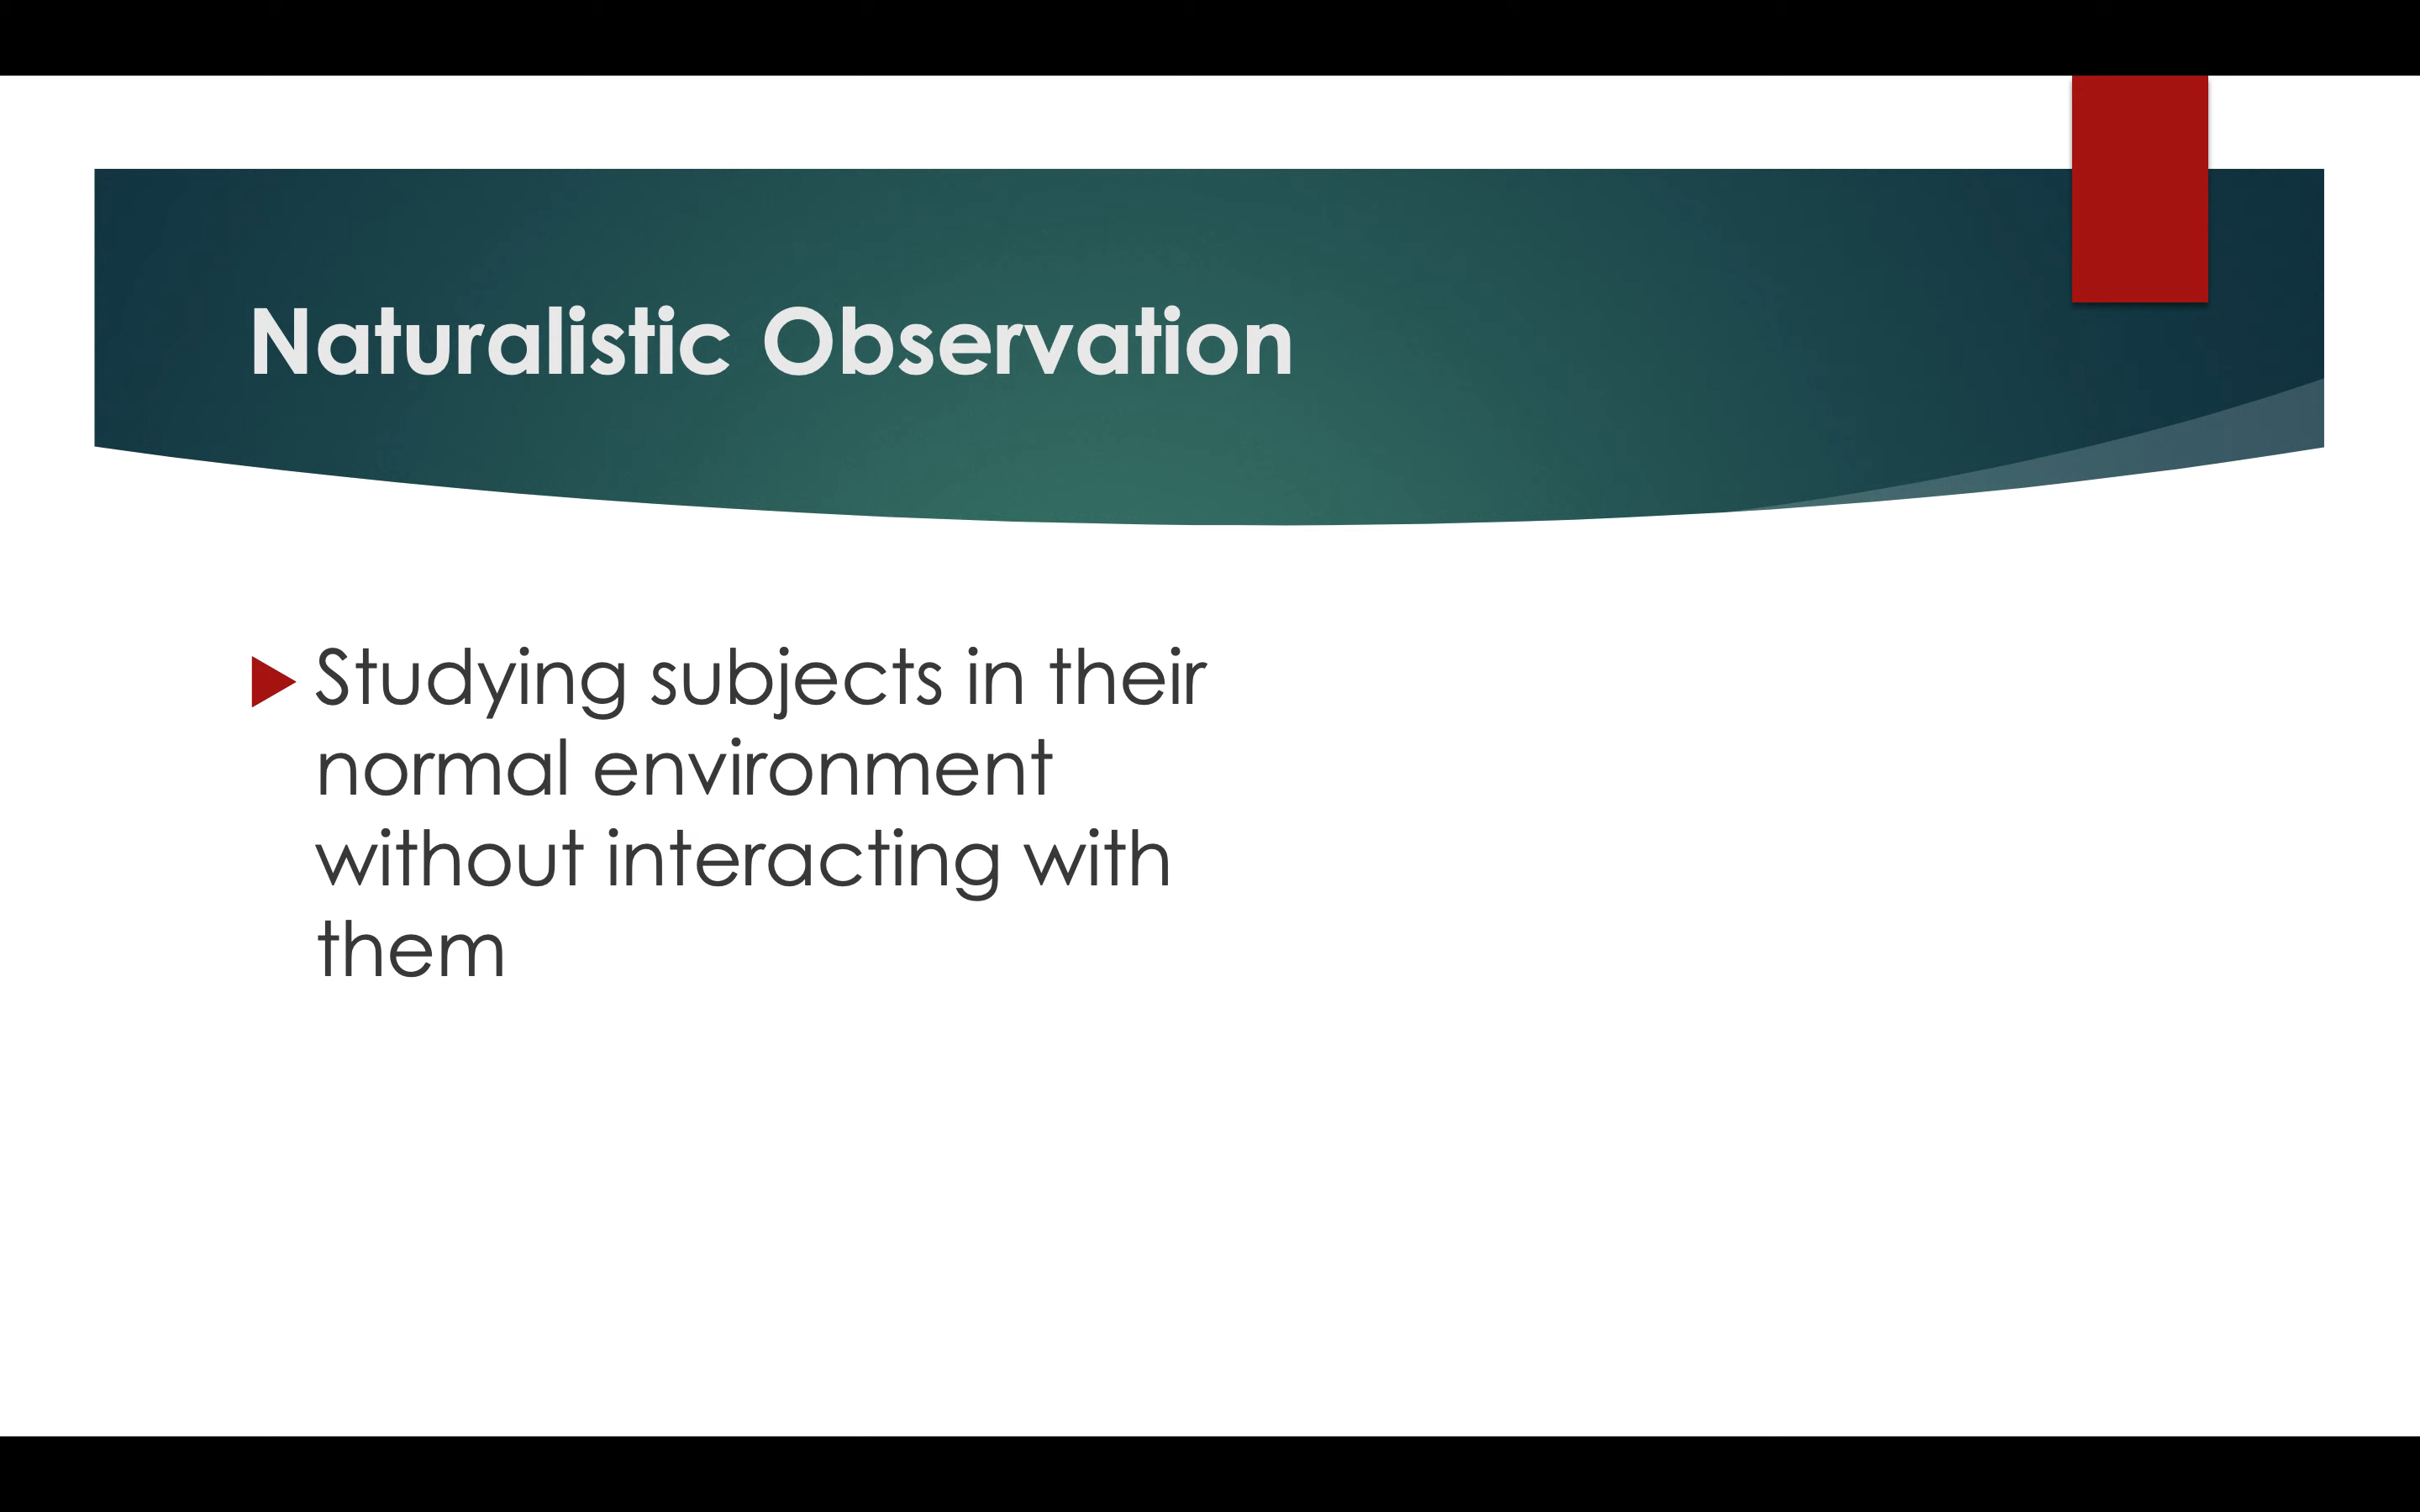 Naturalistic Observation
Studying subjects in their
normal environment
without interacting with
them